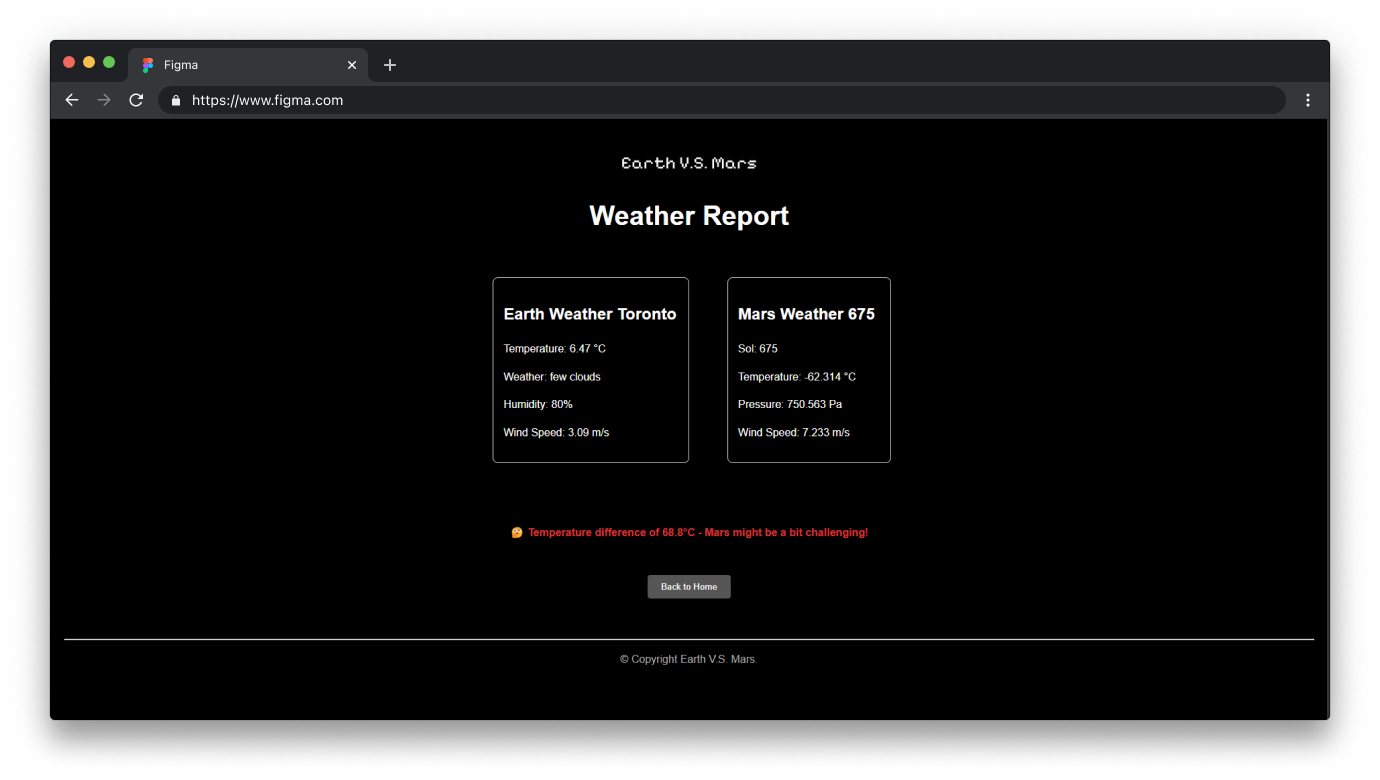 Figma
https://www.figma.com
Earth V.S. Mars
Weather Report
Earth Weather Toronto
Temperature: 6.47 °C
Weather: few clouds
Humidity: 80%
Wind Speed: 3.09 m/s
Mars Weather 675
Sol: 675
Temperature: -62.314 °C
Pressure: 750.563 Pa
Wind Speed: 7.233 m/s
🤔 Temperature difference of 68.8°C - Mars might be a bit challenging!
Back to Home
© Copyright Earth V.S. Mars.